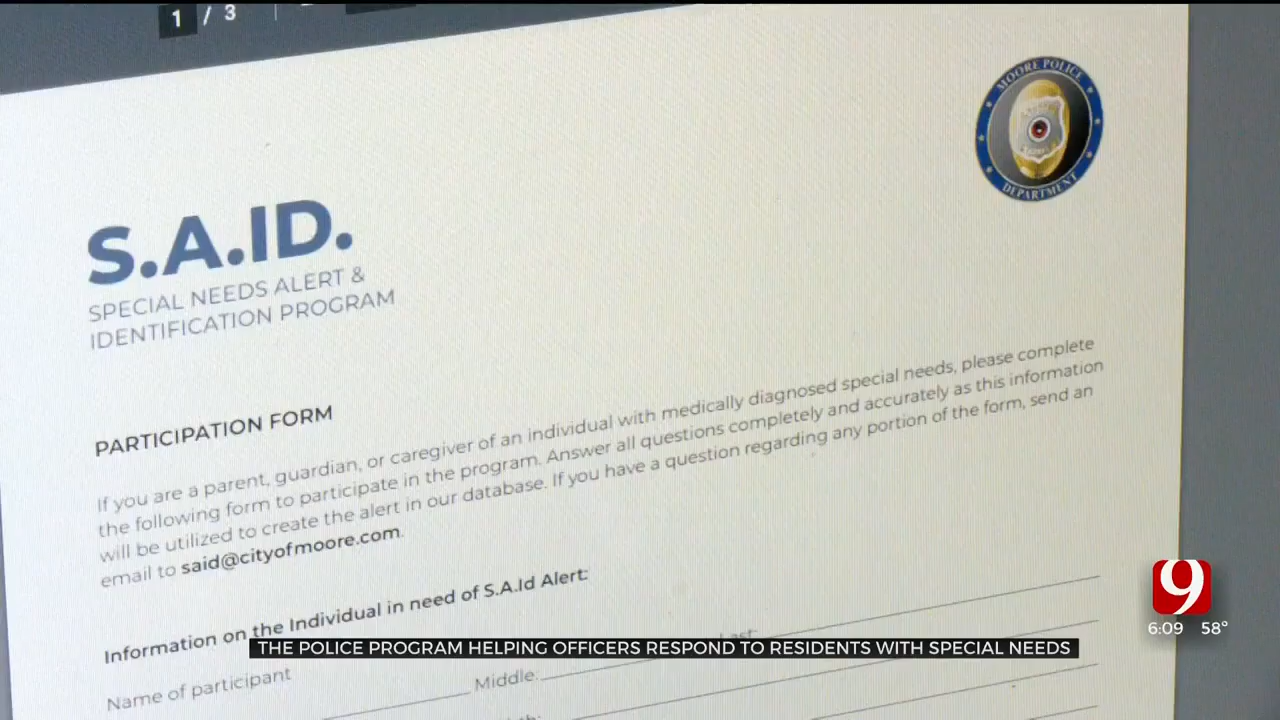 1 / 3
MOORE POLICE
DEPARTMENT
S.A.ID.
SPECIAL NEEDS ALERT &
IDENTIFICATION PROGRAM
PARTICIPATION FORM
If you are a parent, guardian, or caregiver of an individual with medically diagnosed special needs, please complete
the following form to participate in the program. Answer all questions completely and accurately as this information
will be utilized to create the alert in our database. If you have a question regarding any portion of the form, send an
email to said@cityofmoore.com.
Information on the Individual in need of S.A.Id Alert:
Name of participant
Middle:
Last:
9
6:09 58°
THE POLICE PROGRAM HELPING OFFICERS RESPOND TO RESIDENTS WITH SPECIAL NEEDS